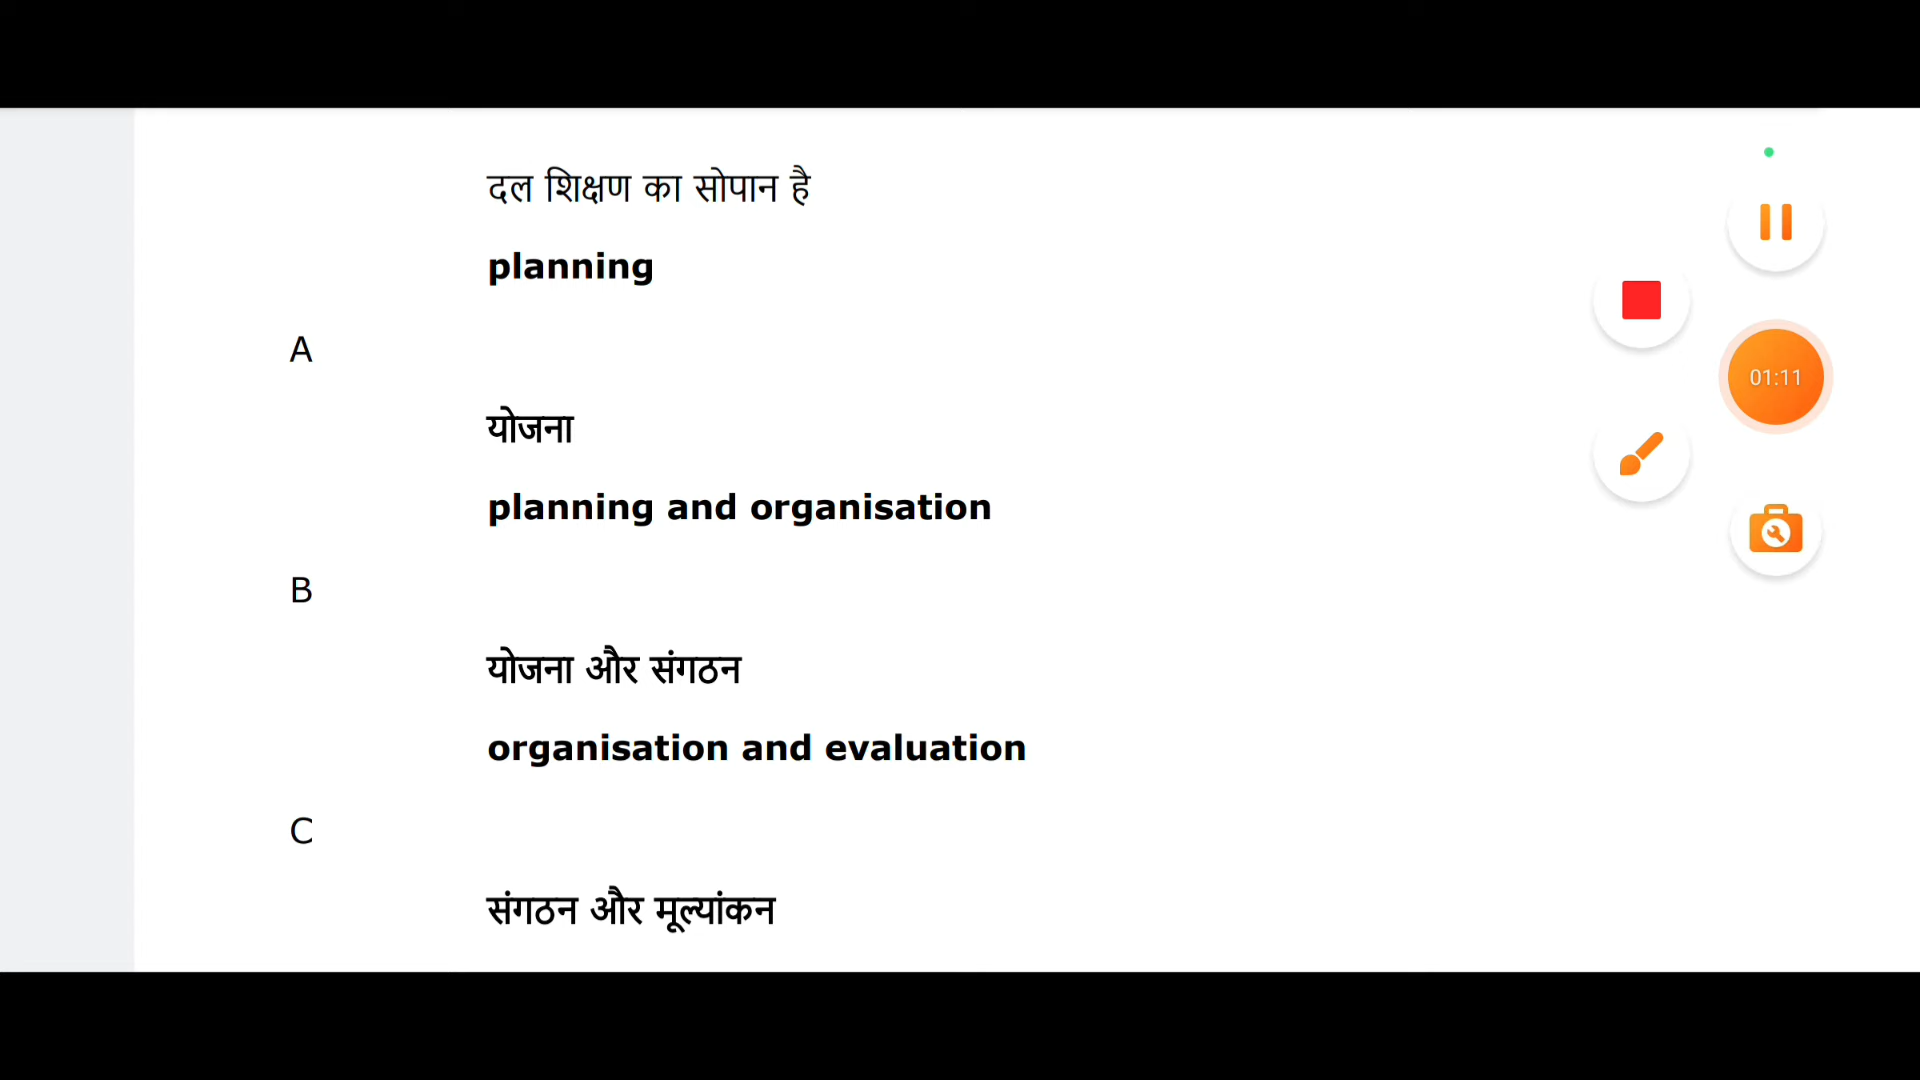 दल शिक्षण का सोपान है
planning
A
योजना
planning and organisation
B
योजना और संगठन
organisation and evaluation
C
संगठन और मूल्यांकन
01:11